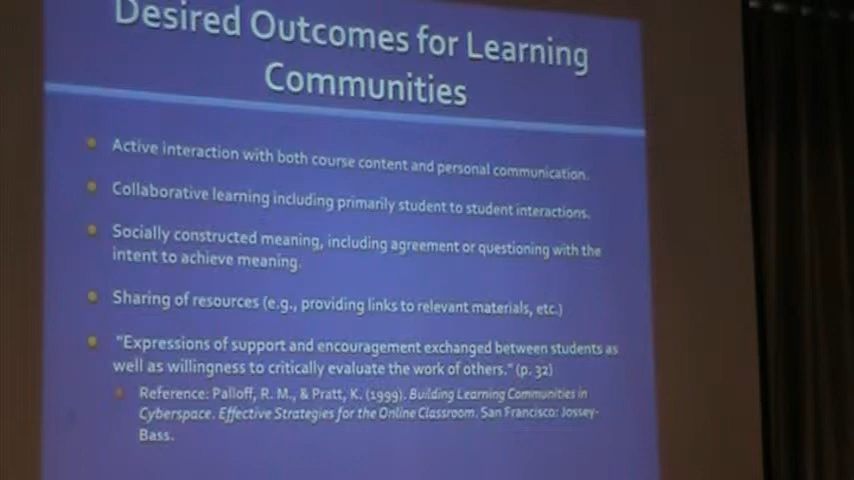 Desired Outcomes for Learning
Communities
Active interaction with both course content and personal communication.
Collaborative learning including primarily student to student interactions.
Socially constructed meaning, including agreement or questioning with the
intent to achieve meaning.
Sharing of resources (e.g., providing links to relevant materials, etc.)
"Expressions of support and encouragement exchanged between students as
well as willingness to critically evaluate the work of others." (p. 32)
Reference: Palloff, R. M., & Pratt, K. (1999). Building Learning Communities in
Cyberspace. Effective Strategies for the Online Classroom. San Francisco: Jossey-
Bass.